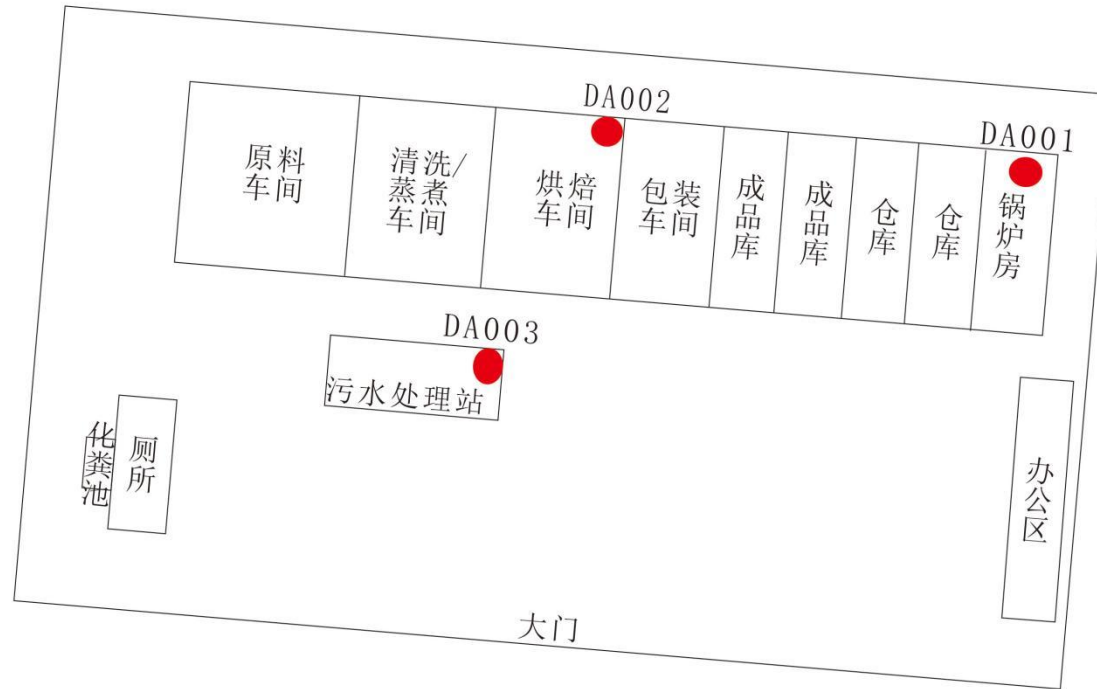 DA002
DA001
原料
车间
清洗/
蒸煮
车间
烘焙
车间
包装
车间
成品库
成品库
仓库
仓库
锅炉房
DA003
污水处理站
化粪池
厕所
办公区
大门